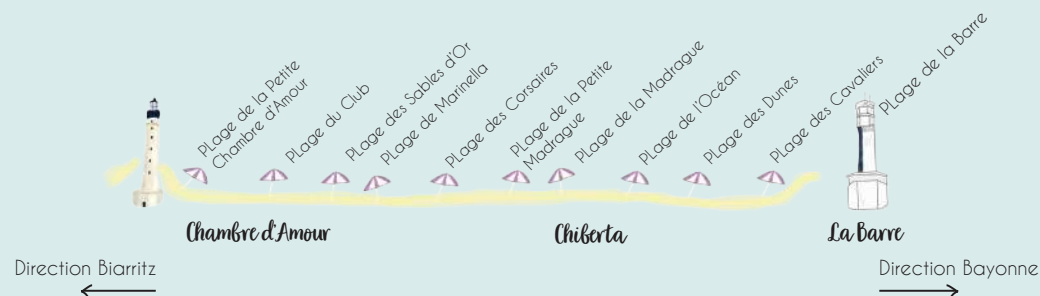 PLage de la Petite
Chambre d'Amour
PLage du Club
PLage des Sables d'Or
PLage de Marinella
PLage des Corsaires
PLage de la Petite
Madrague
PLage de la Madrague
PLage de l'Océan
PLage des Dunes
PLage des Cavaliers
PLage de la Barre
Chambre d'Amour
Chiberta
La Barre
Direction Biarritz
Direction Bayonne